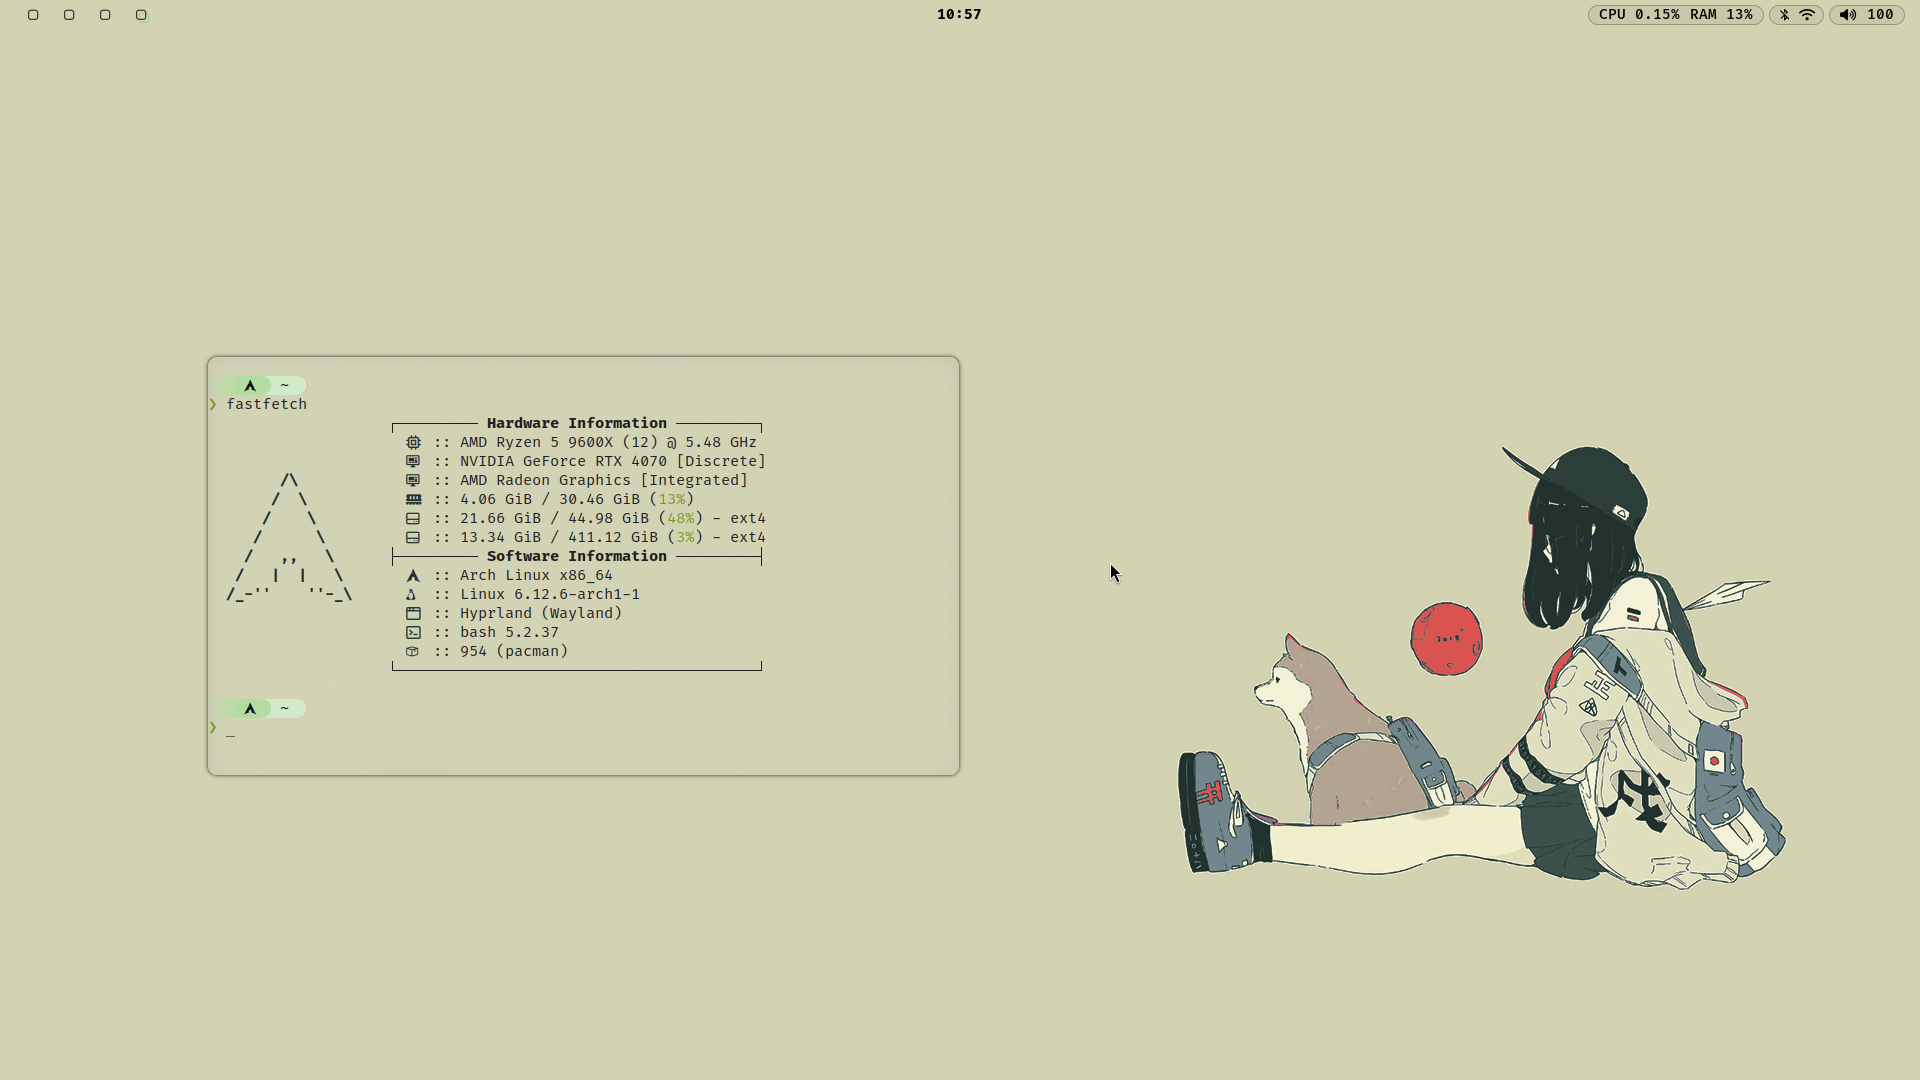 10:57
CPU 0.15% RAM 13%
100
~
❯ fastfetch
Hardware Information
:: AMD Ryzen 5 9600X (12) @ 5.48 GHz
:: NVIDIA GeForce RTX 4070 [Discrete]
:: AMD Radeon Graphics [Integrated]
:: 4.06 GiB / 30.46 GiB (13%)
:: 21.66 GiB / 44.98 GiB (48%) - ext4
:: 13.34 GiB / 411.12 GiB (3%) - ext4
Software Information
:: Arch Linux x86_64
:: Linux 6.12.6-arch1-1
:: Hyprland (Wayland)
:: bash 5.2.37
:: 954 (pacman)
~
❯ _